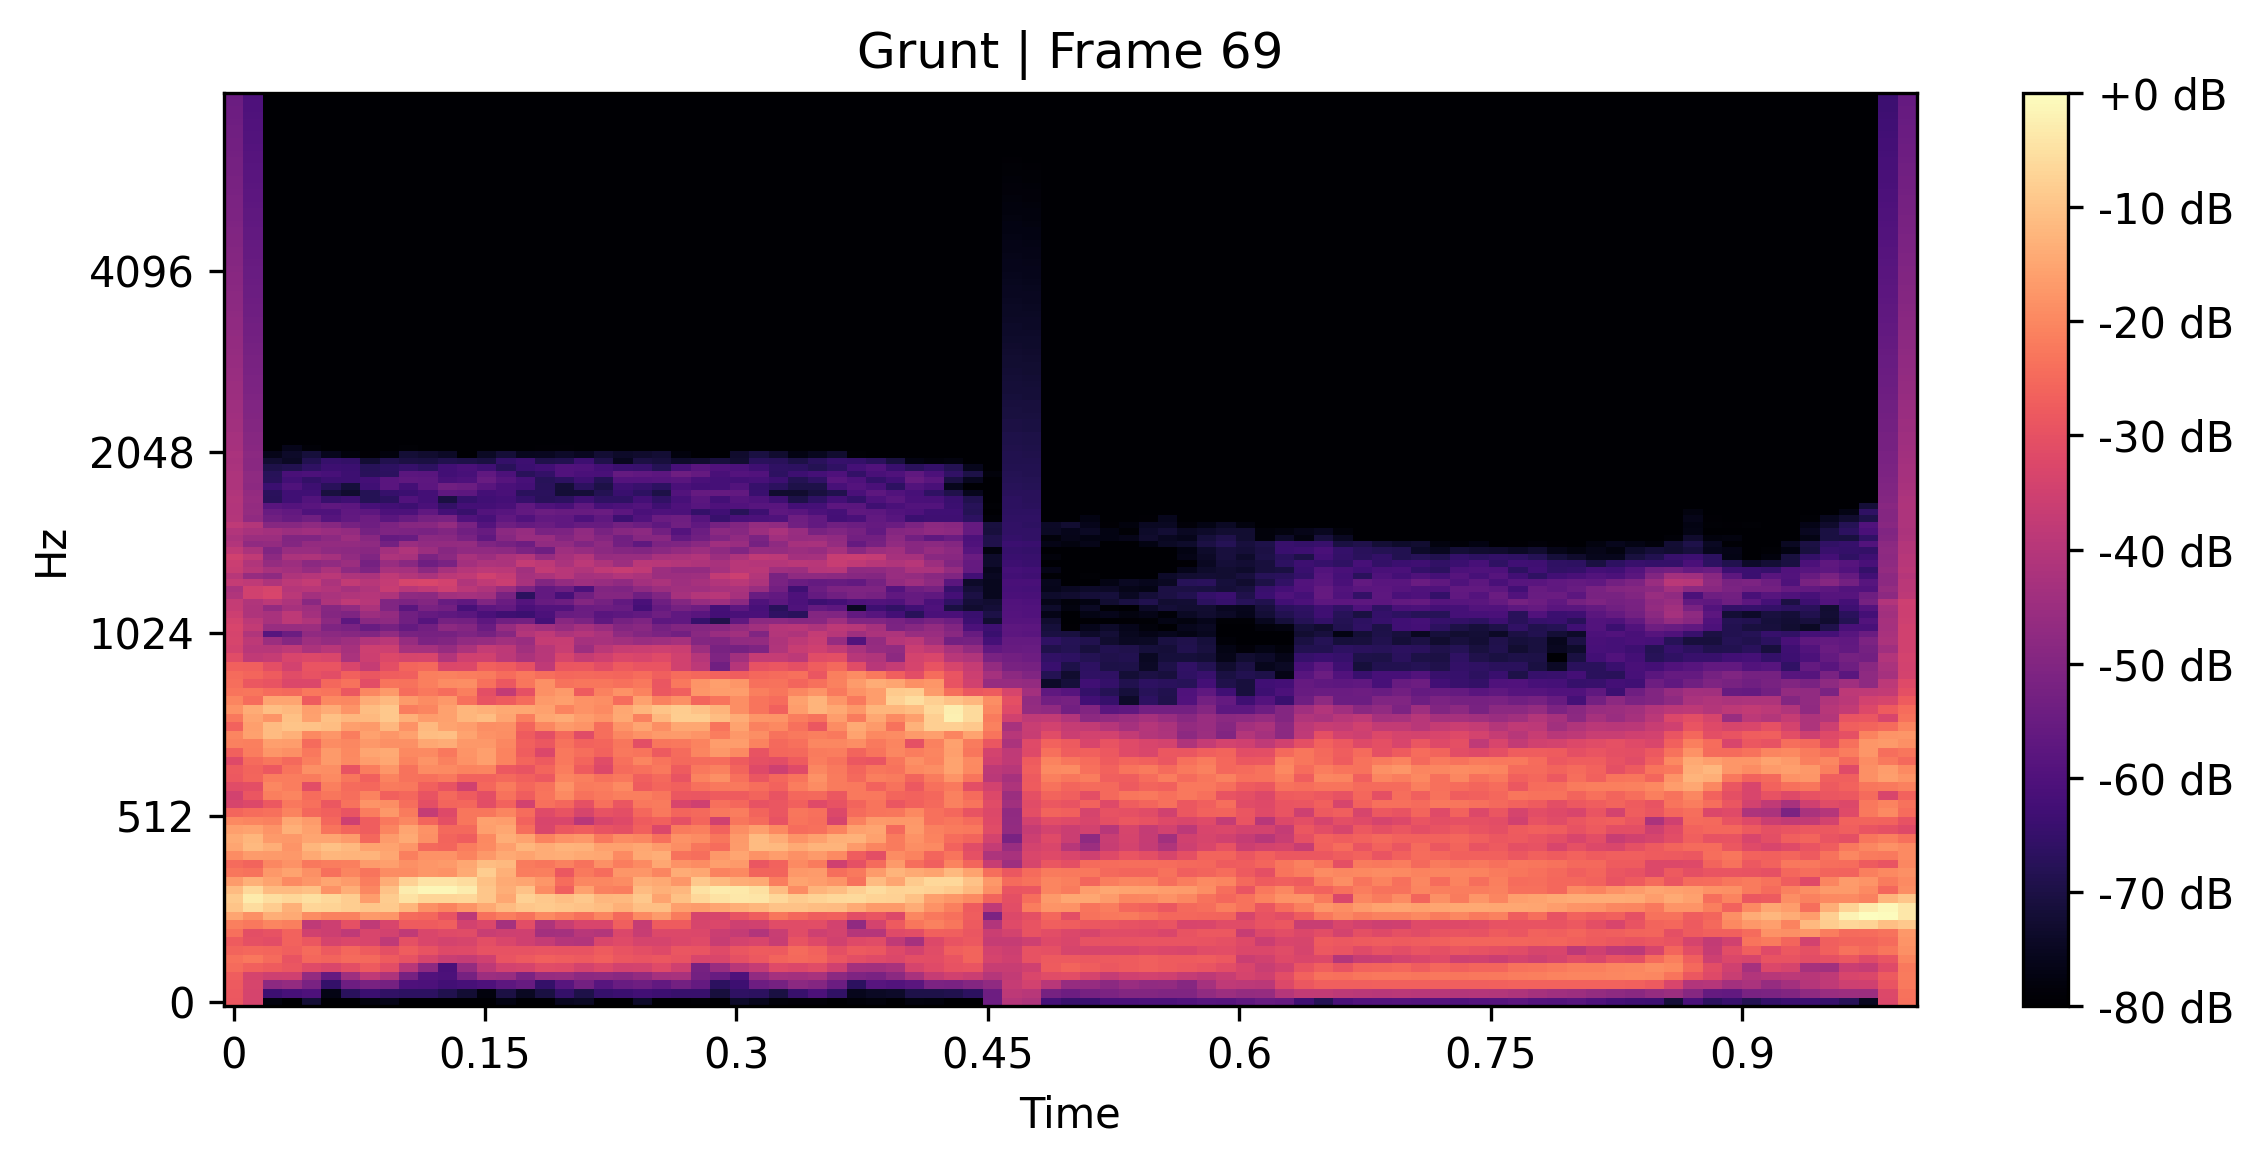 Grunt | Frame 69
+0 dB
-10 dB
-20 dB
-30 dB
-40 dB
-50 dB
-60 dB
-70 dB
-80 dB
Hz
4096
2048
1024
512
0
0 0.15 0.3 0.45 0.6 0.75 0.9
Time